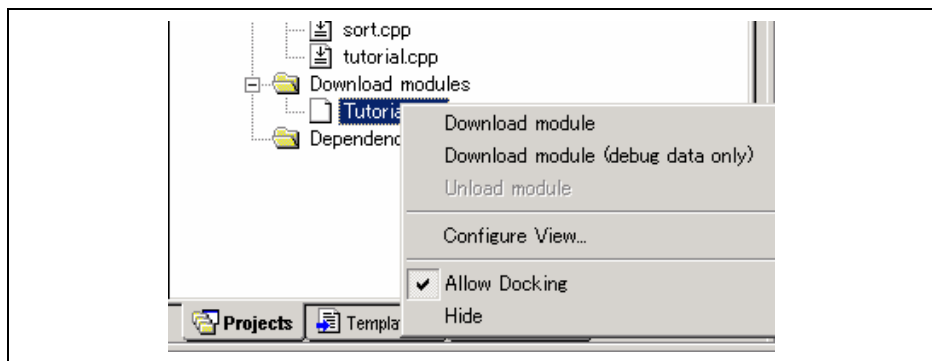 sort.cpp
tutorial.cpp
Download modules
Tutoria
Dependenc
Download module
Download module (debug data only)
Unload module
Configure View...
Allow Docking
Hide
Projects
Templa